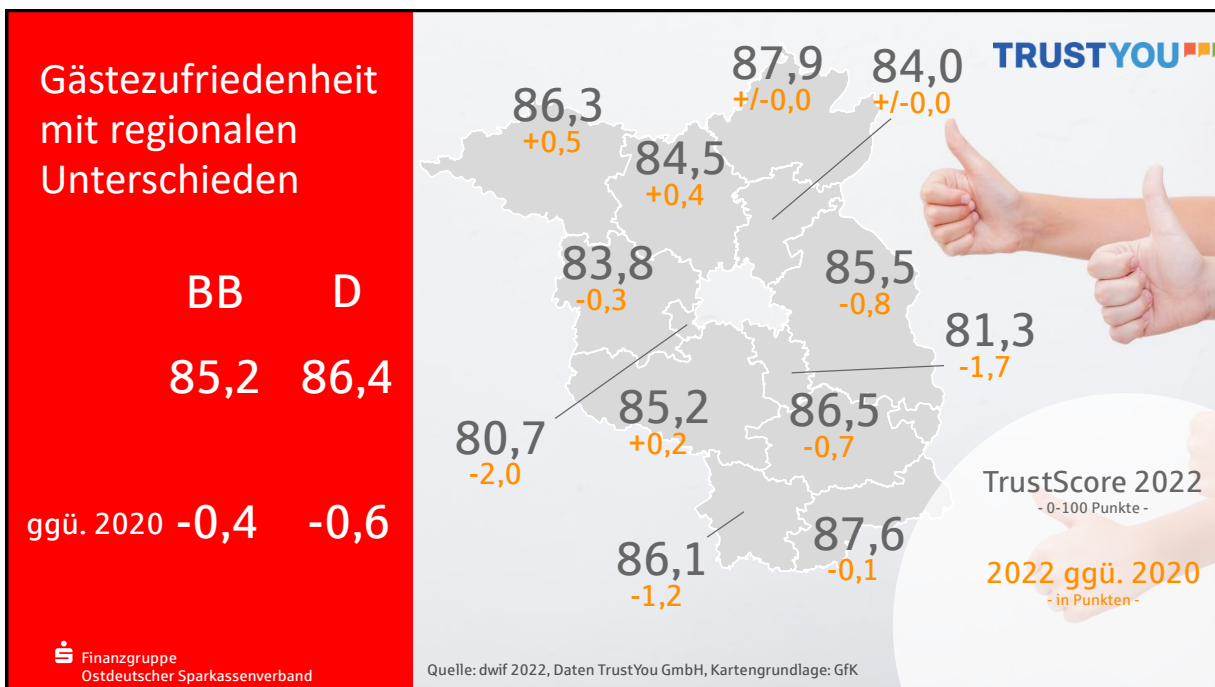 Gästezufriedenheit
mit regionalen
Unterschieden
BB D
85,2 86,4
ggü. 2020 -0,4 -0,6
Finanzgruppe
Ostdeutscher Sparkassenverband
TRUSTYOU
87,9
+/-0,0
84,0
+/-0,0
86,3
+0,5
84,5
+0,4
83,8
-0,3
85,5
-0,8
81,3
-1,7
85,2
+0,2
86,5
-0,7
80,7
-2,0
86,1
-1,2
87,6
-0,1
TrustScore 2022
- 0-100 Punkte -
2022 ggü. 2020
- in Punkten -
Quelle: dwif 2022, Daten TrustYou GmbH, Kartengrundlage: GfK